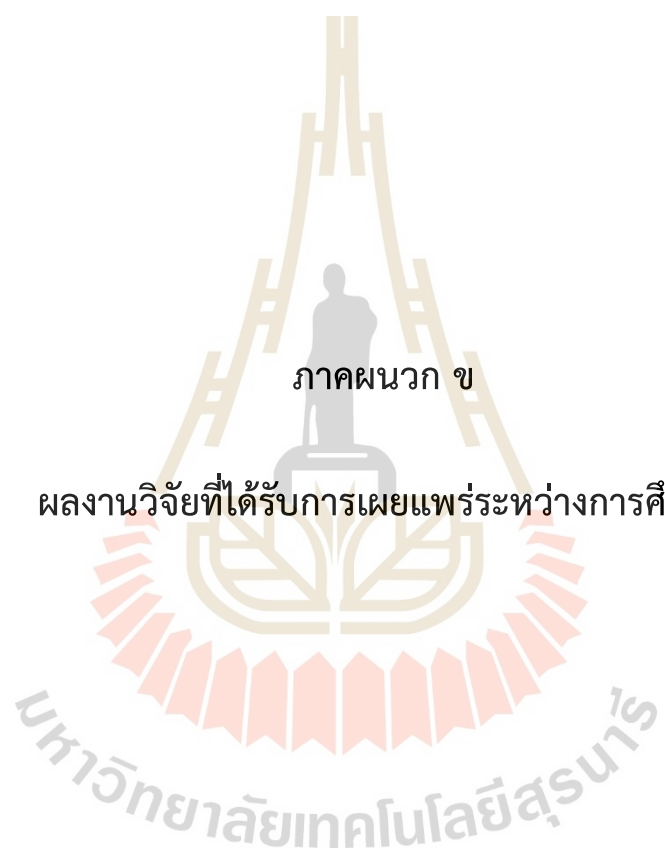 ภาคผนวก ข
ผลงานวิจัยที่ได้รับการเผยแพร่ระหว่างการศึ
มหาวิทยาลัยเทคโนโลยีสุรนารี